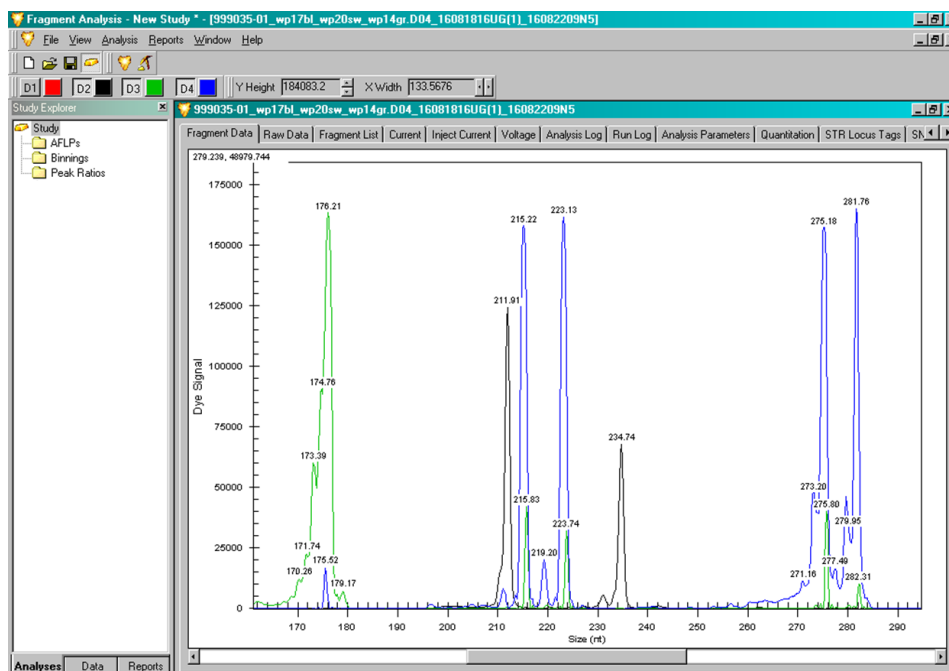 Fragment Analysis - New Study * - [999035-01_wp17bl_wp20sw_wp14gr.D04_16081816UG(1)_16082209N5]
File View Analysis Reports Window Help
D1 D2 D3 D4 Y Height 184083.2 X Width 133.5676
Study Explorer
Study
AFLPs
Binnings
Peak Ratios
999035-01_wp17bl_wp20sw_wp14gr.D04_16081816UG(1)_16082209N5
Fragment Data Raw Data Fragment List Current Inject Current Voltage Analysis Log Run Log Analysis Parameters Quantitation STR Locus Tags
279.239, 48979.744
175000
150000
125000
100000
75000
50000
25000
0
Dye Signal
176.21
174.76
173.39
171.74
170.26
175.52
179.17
211.91
215.22
223.13
215.83
219.20
223.74
234.74
275.18
281.76
273.20
275.80
279.95
277.49
271.16
282.31
170 180 190 200 210 220 230 240 250 260 270 280 290
Size (nt)
Analyses Data Reports